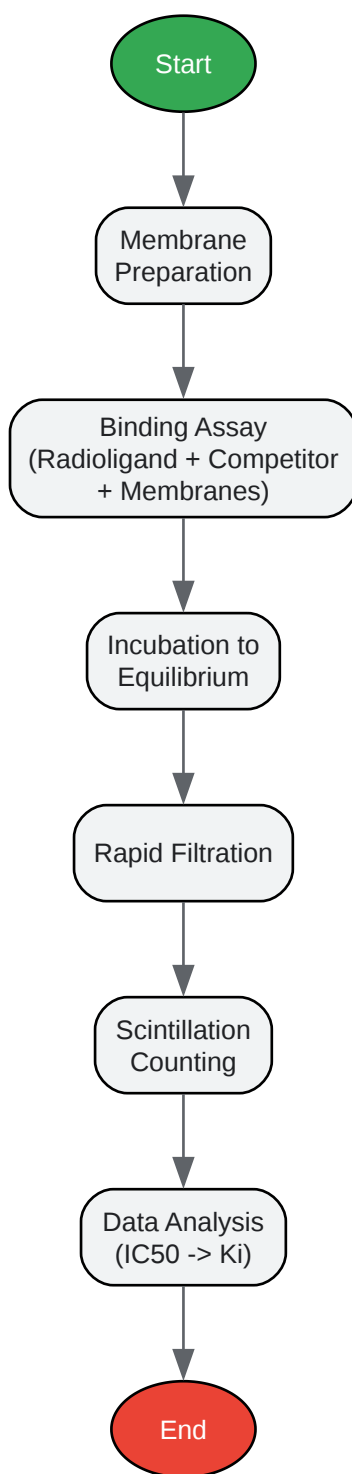 Start
Membrane
Preparation
Binding Assay
(Radioligand + Competitor
+ Membranes)
Incubation to
Equilibrium
Rapid Filtration
Scintillation
Counting
Data Analysis
(IC50 -> Ki)
End